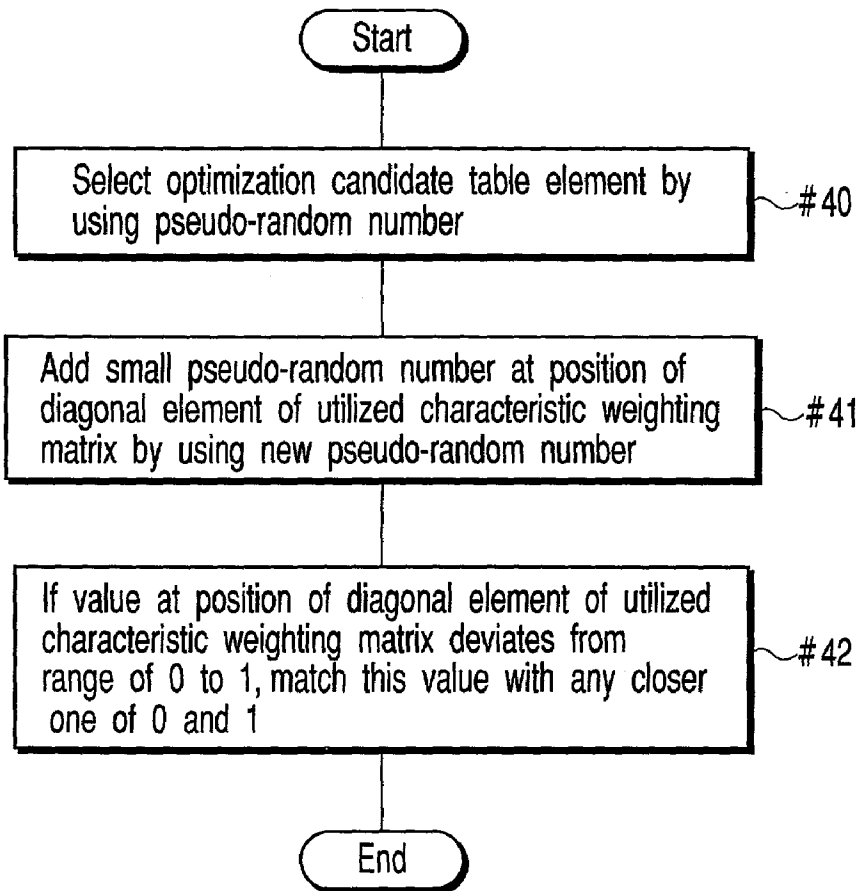 Start
Select optimization candidate table element by
using pseudo-random number
#40
Add small pseudo-random number at position of
diagonal element of utilized characteristic weighting
matrix by using new pseudo-random number
#41
If value at position of diagonal element of utilized
characteristic weighting matrix deviates from
range of 0 to 1, match this value with any closer
one of 0 and 1
#42
End